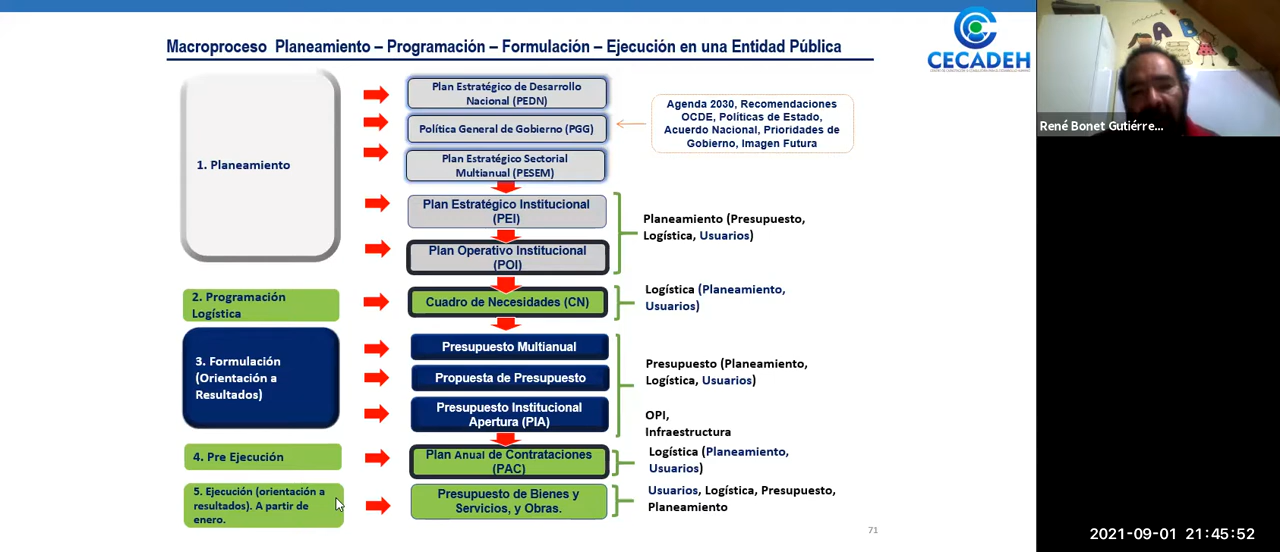 Macroproceso Planeamiento – Programación – Formulación – Ejecución en una Entidad Pública
CECADEH
René Bonet Gutiérre...
1. Planeamiento
Plan Estratégico de Desarrollo
Nacional (PEDN)
Política General de Gobierno (PGG)
Plan Estratégico Sectorial
Multianual (PESEM)
Agenda 2030, Recomendaciones
OCDE, Políticas de Estado,
Acuerdo Nacional, Prioridades de
Gobierno, Imagen Futura
Plan Estratégico Institucional
(PEI)
Plan Operativo Institucional
(POI)
Planeamiento (Presupuesto,
Logística, Usuarios)
2. Programación
Logística
Cuadro de Necesidades (CN)
Logística (Planeamiento,
Usuarios)
3. Formulación
(Orientación a
Resultados)
Presupuesto Multianual
Propuesta de Presupuesto
Presupuesto Institucional
Apertura (PIA)
Presupuesto (Planeamiento,
Logística, Usuarios)
OPI,
Infraestructura
4. Pre Ejecución
Plan Anual de Contrataciones
(PAC)
Logística (Planeamiento,
Usuarios)
5. Ejecución (orientación a
resultados). A partir de
enero.
Presupuesto de Bienes y
Servicios, y Obras.
Usuarios, Logística, Presupuesto,
Planeamiento
71
2021-09-01 21:45:52